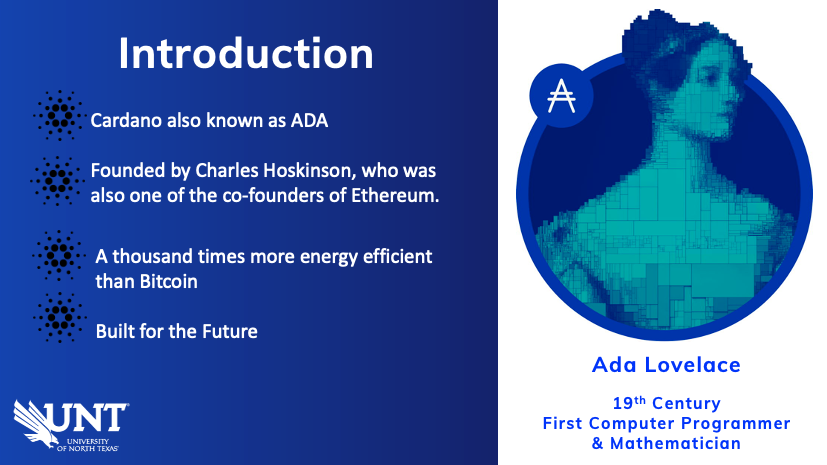 Introduction
Cardano also known as ADA
Founded by Charles Hoskinson, who was
also one of the co-founders of Ethereum.
A thousand times more energy efficient
than Bitcoin
Built for the Future
UNT
UNIVERSITY
OF NORTH TEXAS
Ada Lovelace
19th Century
First Computer Programmer
& Mathematician